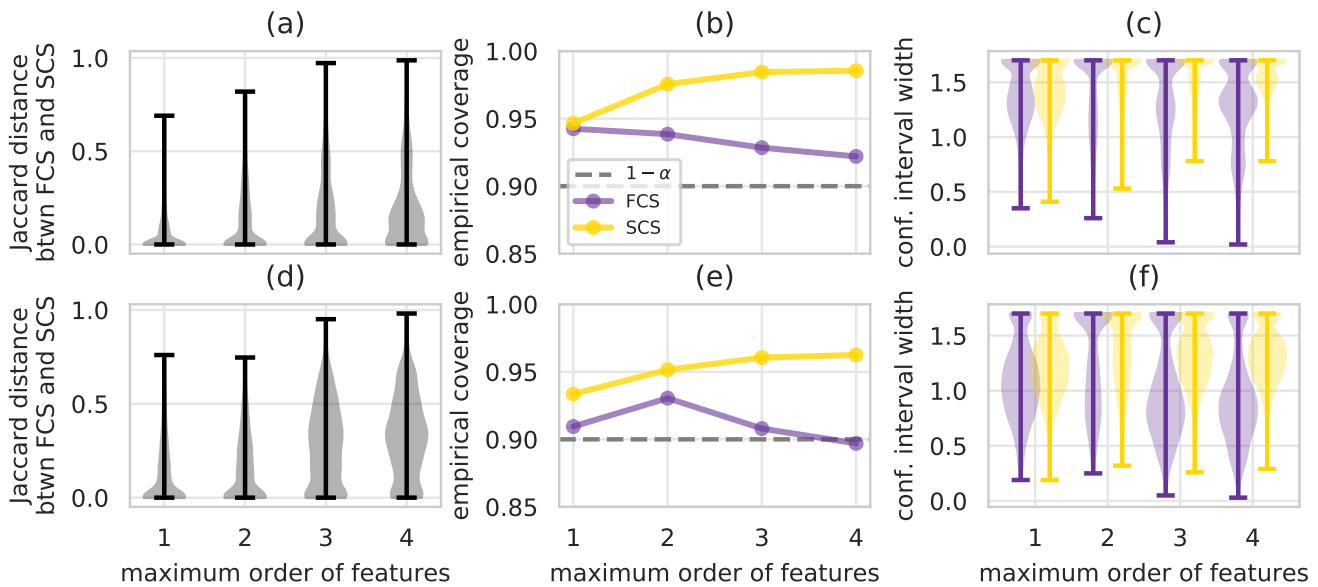 (a)
(b)
(c)
Jaccard distance
btwn FCS and SCS
1.0
0.5
0.0
empirical coverage
1.00
0.95
0.90
0.85
1 − α
FCS
SCS
conf. interval width
1.5
1.0
0.5
0.0
(d)
(e)
(f)
Jaccard distance
btwn FCS and SCS
1.0
0.5
0.0
1 2 3 4
maximum order of features
empirical coverage
1.00
0.95
0.90
0.85
1 2 3 4
maximum order of features
conf. interval width
1.5
1.0
0.5
0.0
1 2 3 4
maximum order of features